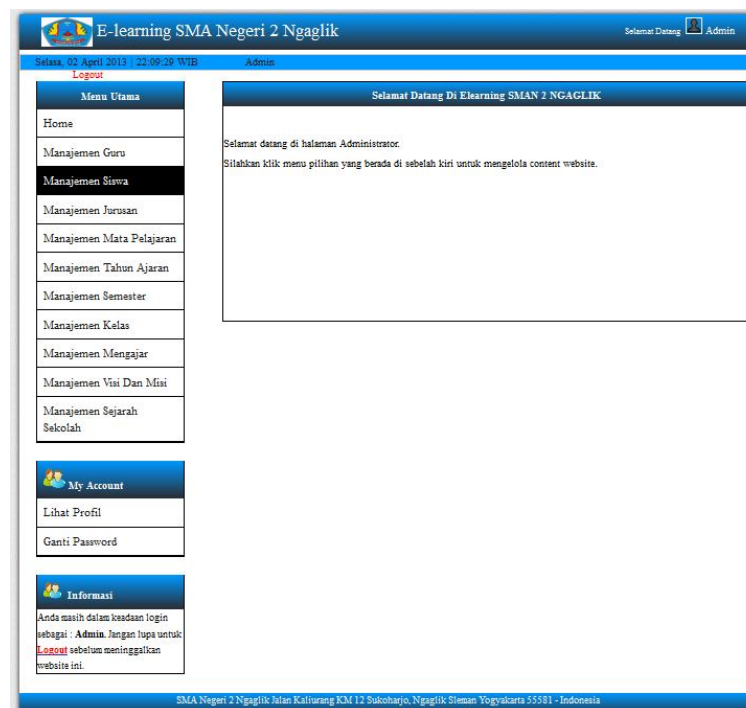 E-learning SMA Negeri 2 Ngaglik
Selamat Datang Admin
Selasa, 02 April 2013 | 22:09:29 WIB Admin
Logout
Menu Utama
Home
Manajemen Guru
Manajemen Siswa
Manajemen Jurusan
Manajemen Mata Pelajaran
Manajemen Tahun Ajaran
Manajemen Semester
Manajemen Kelas
Manajemen Mengajar
Manajemen Visi Dan Misi
Manajemen Sejarah
Sekolah
Selamat Datang Di Elearning SMAN 2 NGAGLIK
Selamat datang di halaman Administrator.
Silahkan klik menu pilihan yang berada di sebelah kiri untuk mengelola content website.
My Account
Lihat Profil
Ganti Password
Informasi
Anda masih dalam keadaan login
sebagai : Admin. Jangan lupa untuk
Logout sebelum meninggalkan
website ini.
SMA Negeri 2 Ngaglik Jalan Kaliurang KM 12 Sukoharjo, Ngaglik Sleman Yogyakarta 55581 - Indonesia